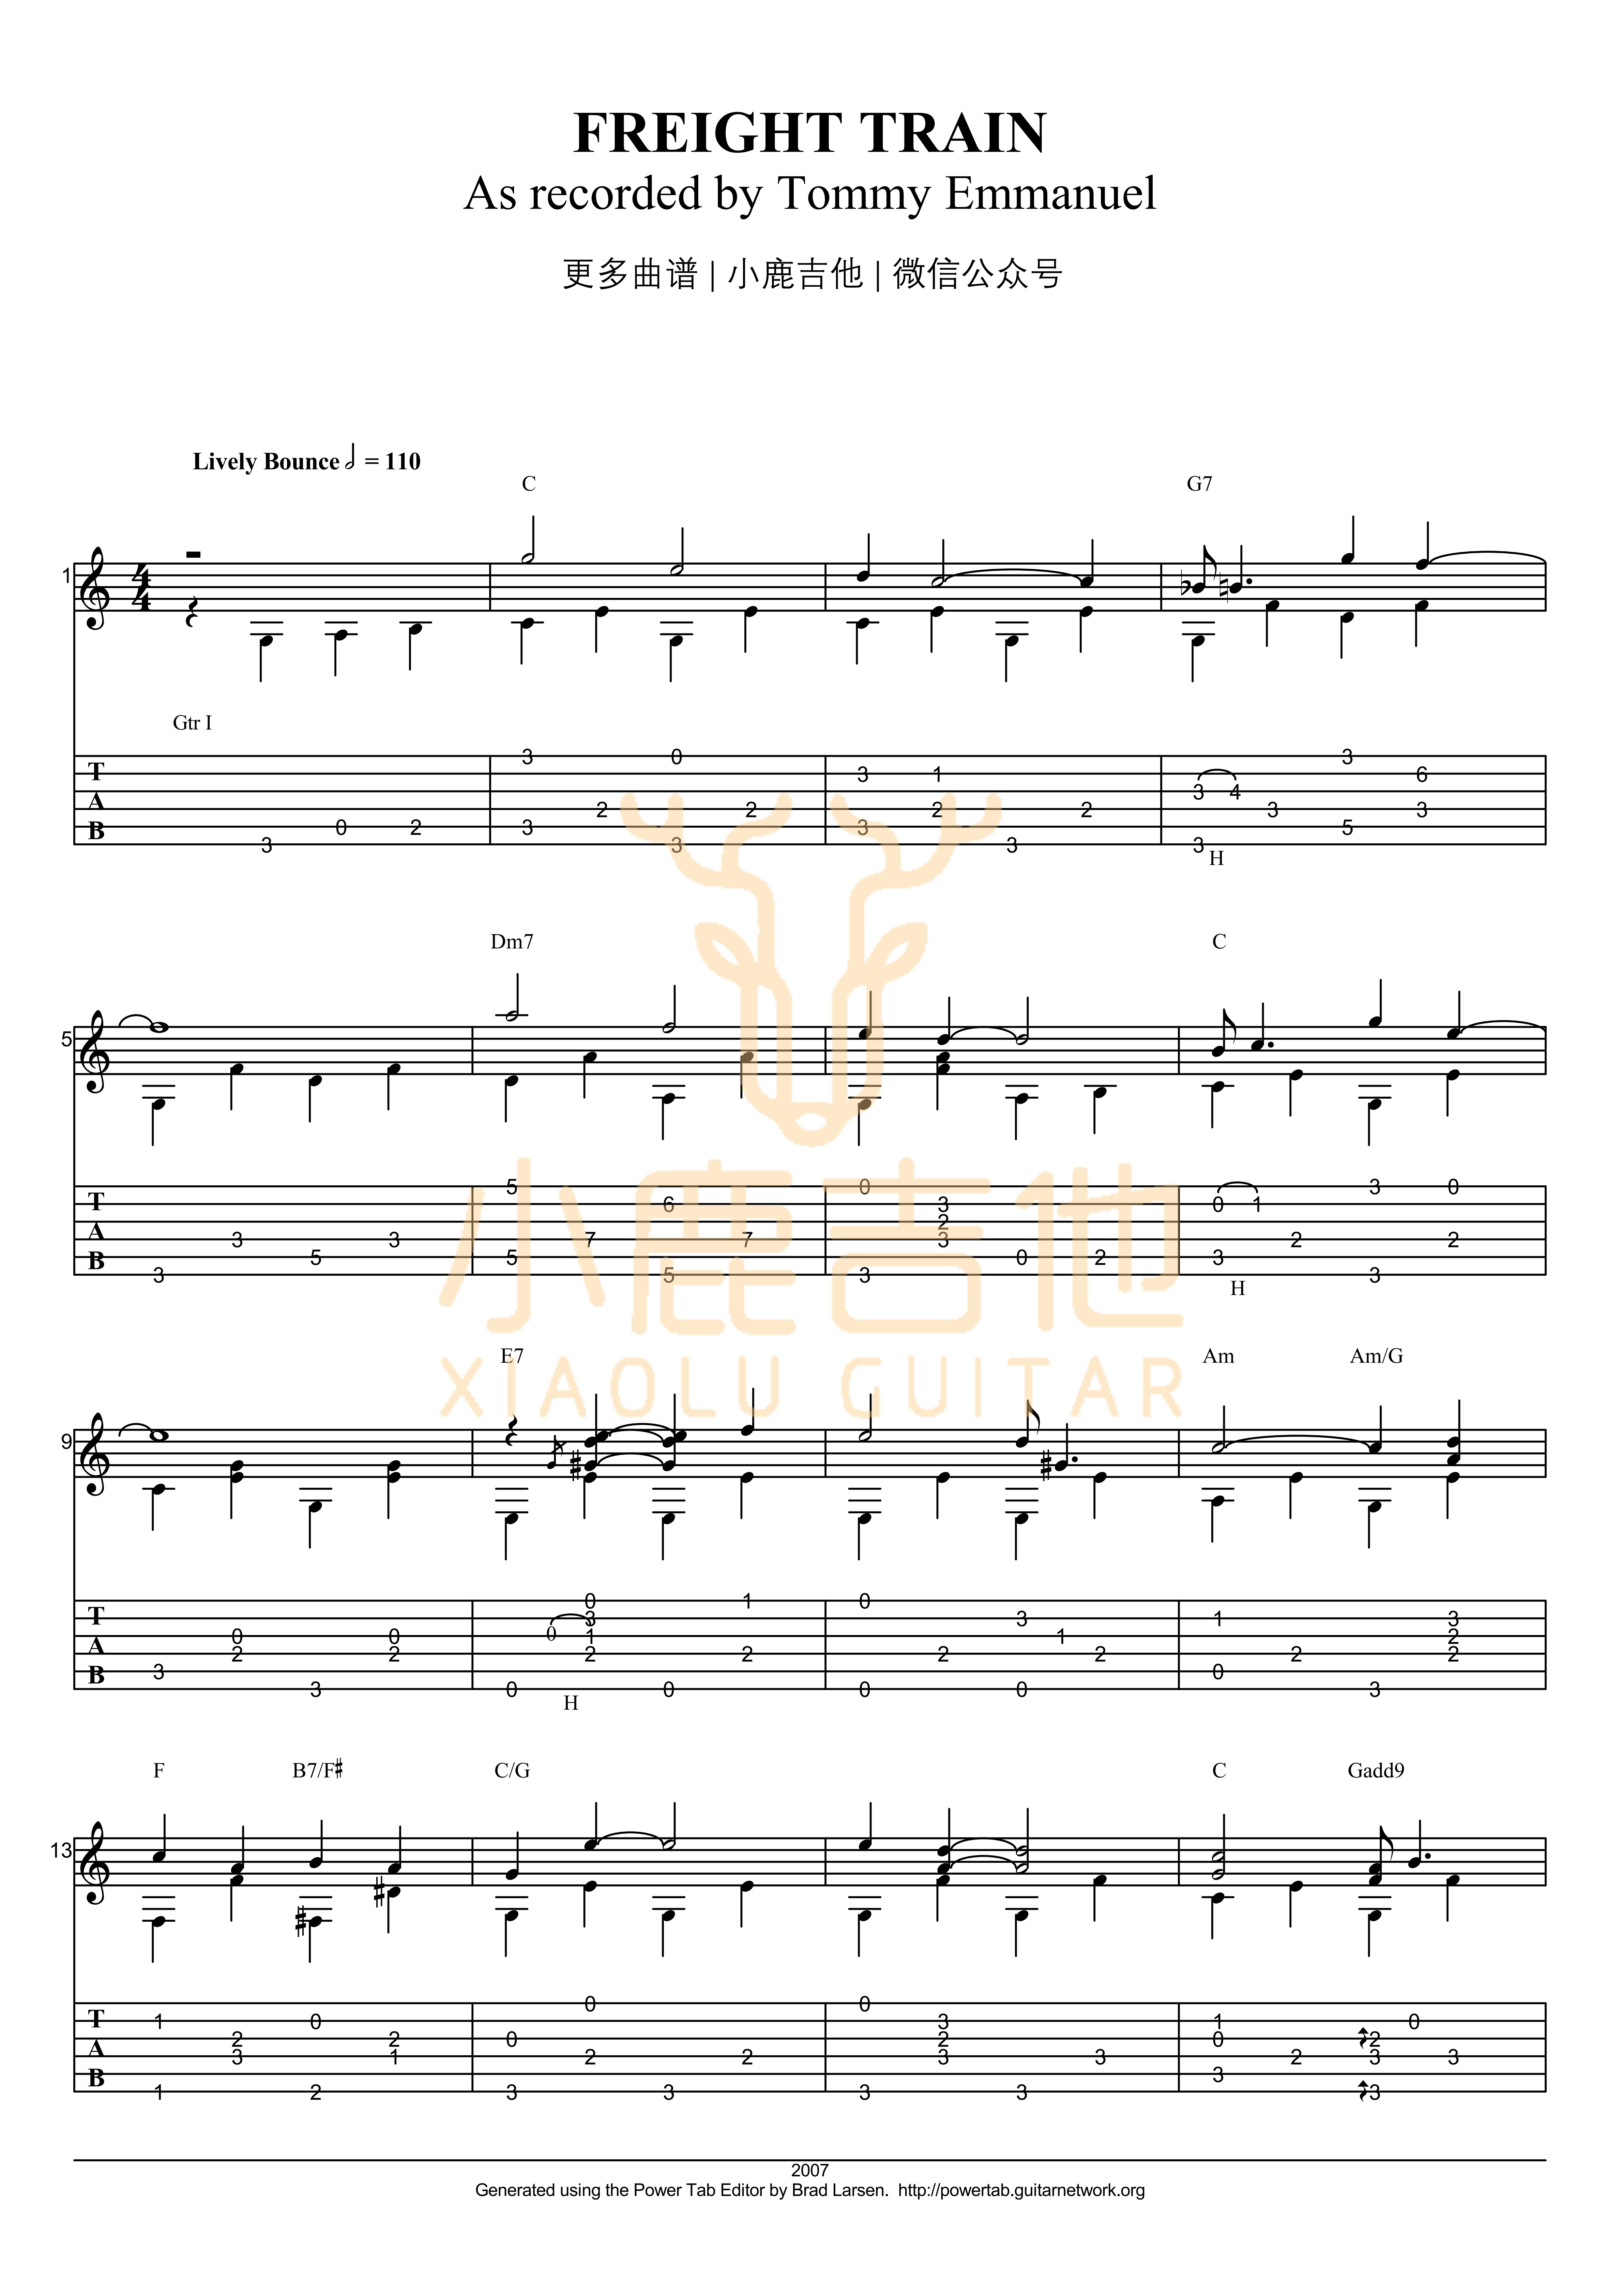 FREIGHT TRAIN
As recorded by Tommy Emmanuel
更多曲谱 | 小鹿吉他 | 微信公众号
Lively Bounce 𝅗𝅥 = 110
C G7
1
4
4
Gtr I
3 0 3
T 3 1 6
A 3 4
2 2 2 2 3 3
B 0 2 3 3 5
3 3 3 3
H
Dm7 C
5
5 0 3 0
T 6 3 0 1
A 2
3 3 7 7 3 2 2
B 5 5 0 2 3
3 5 3 3
H
小鹿吉他
XIAOLU GUITAR
E7 Am Am/G
9
0 1 0
T 3 3 1 3
A 0 0 0 1 1 2
2 2 2 2 2 2 2 2
B 3 0
3 0 0 0 0 3
H
F B7/F# C/G C Gadd9
13
0 0
T 1 0 3 1 0
A 2 2 0 2 0 2
3 1 2 2 3 3 2 3 3
B 3
1 2 3 3 3 3 3
2007
Generated using the Power Tab Editor by Brad Larsen. http://powertab.guitarnetwork.org